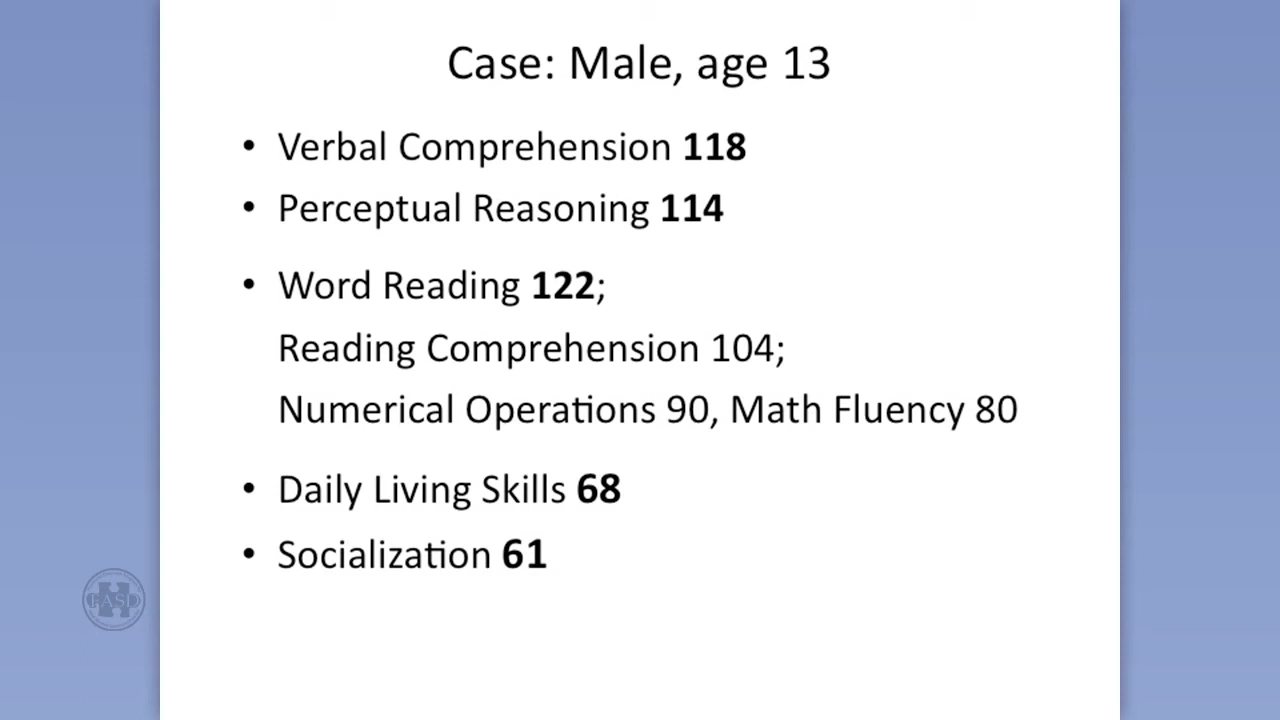 Case: Male, age 13
• Verbal Comprehension 118
• Perceptual Reasoning 114
• Word Reading 122;
Reading Comprehension 104;
Numerical Operations 90, Math Fluency 80
• Daily Living Skills 68
• Socialization 61
FASD